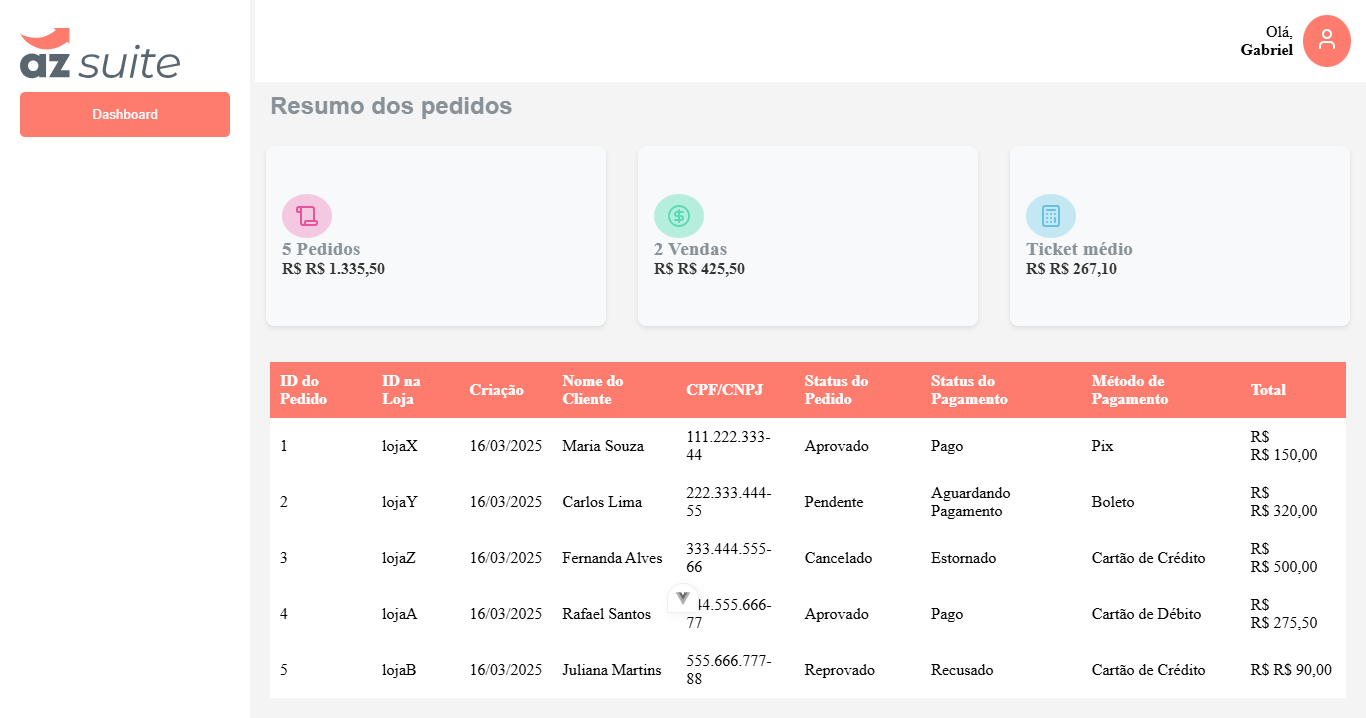 az suite
Olá,
Gabriel
Dashboard
Resumo dos pedidos
5 Pedidos
R$ R$ 1.335,50
2 Vendas
R$ R$ 425,50
Ticket médio
R$ R$ 267,10
ID do Pedido ID na Loja Criação Nome do Cliente CPF/CNPJ Status do Pedido Status do Pagamento Método de Pagamento Total
1 lojaX 16/03/2025 Maria Souza 111.222.333-44 Aprovado Pago Pix R$ R$ 150,00
2 lojaY 16/03/2025 Carlos Lima 222.333.444-55 Pendente Aguardando Pagamento Boleto R$ R$ 320,00
3 lojaZ 16/03/2025 Fernanda Alves 333.444.555-66 Cancelado Estornado Cartão de Crédito R$ R$ 500,00
4 lojaA 16/03/2025 Rafael Santos 44.555.666-77 Aprovado Pago Cartão de Débito R$ R$ 275,50
5 lojaB 16/03/2025 Juliana Martins 555.666.777-88 Reprovado Recusado Cartão de Crédito R$ R$ 90,00